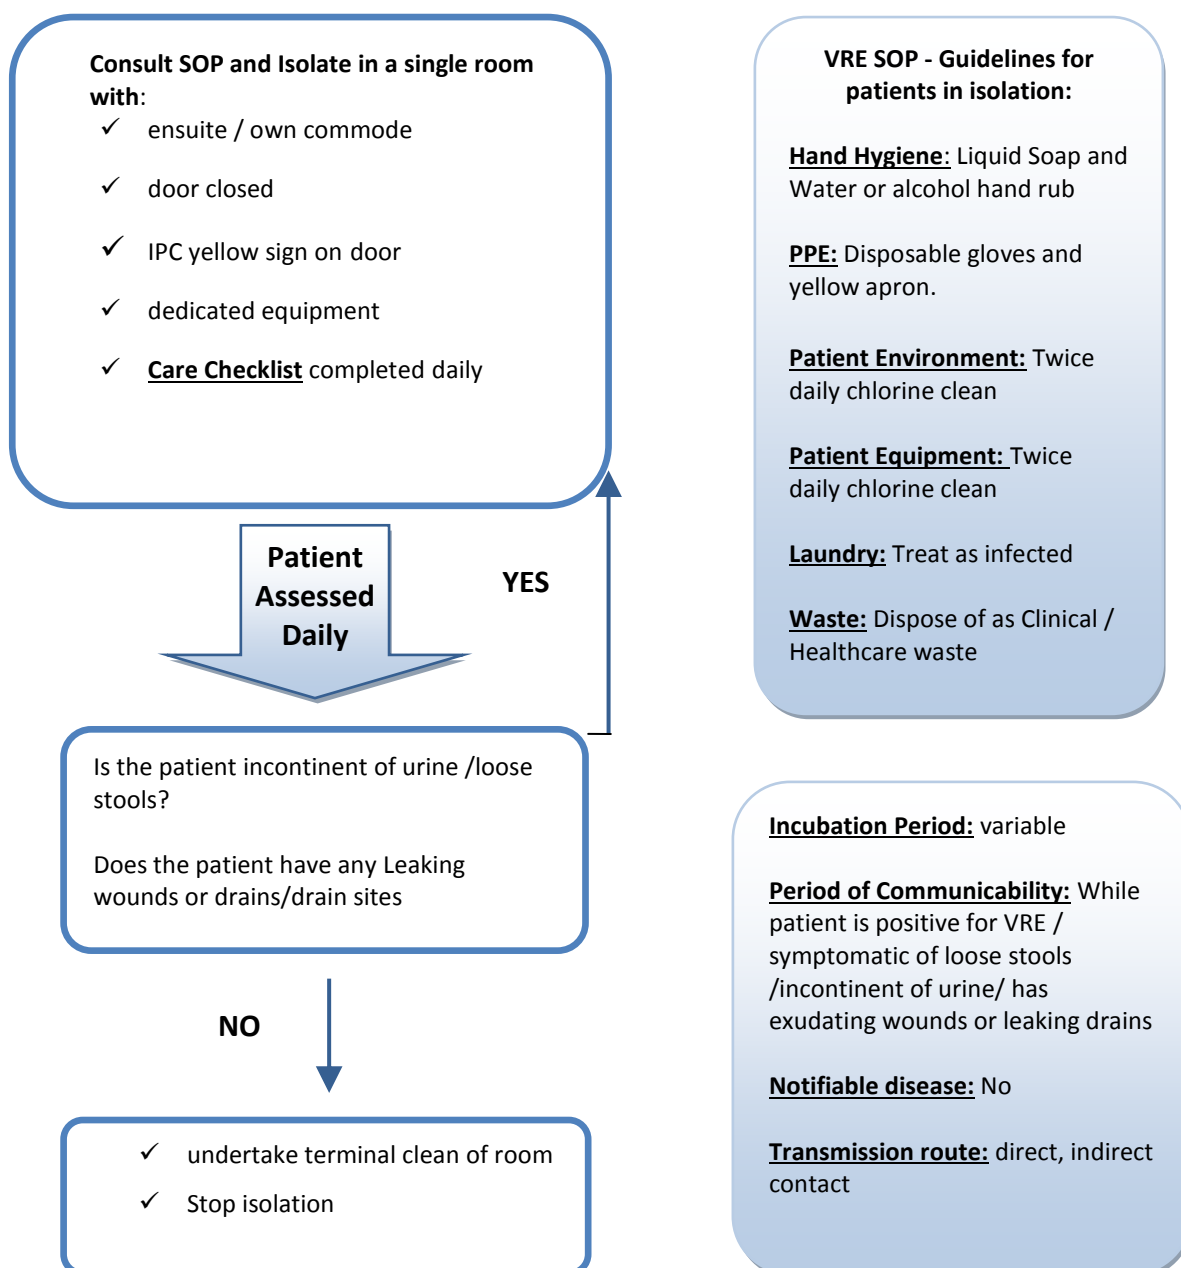 Consult SOP and Isolate in a single room
with:
✓ ensuite / own commode
✓ door closed
✓ IPC yellow sign on door
✓ dedicated equipment
✓ Care Checklist completed daily
Patient
Assessed
Daily
YES
Is the patient incontinent of urine /loose
stools?
Does the patient have any Leaking
wounds or drains/drain sites
NO
✓ undertake terminal clean of room
✓ Stop isolation
VRE SOP - Guidelines for
patients in isolation:
Hand Hygiene: Liquid Soap and
Water or alcohol hand rub
PPE: Disposable gloves and
yellow apron.
Patient Environment: Twice
daily chlorine clean
Patient Equipment: Twice
daily chlorine clean
Laundry: Treat as infected
Waste: Dispose of as Clinical /
Healthcare waste
Incubation Period: variable
Period of Communicability: While
patient is positive for VRE /
symptomatic of loose stools
/incontinent of urine/ has
exudating wounds or leaking drains
Notifiable disease: No
Transmission route: direct, indirect
contact